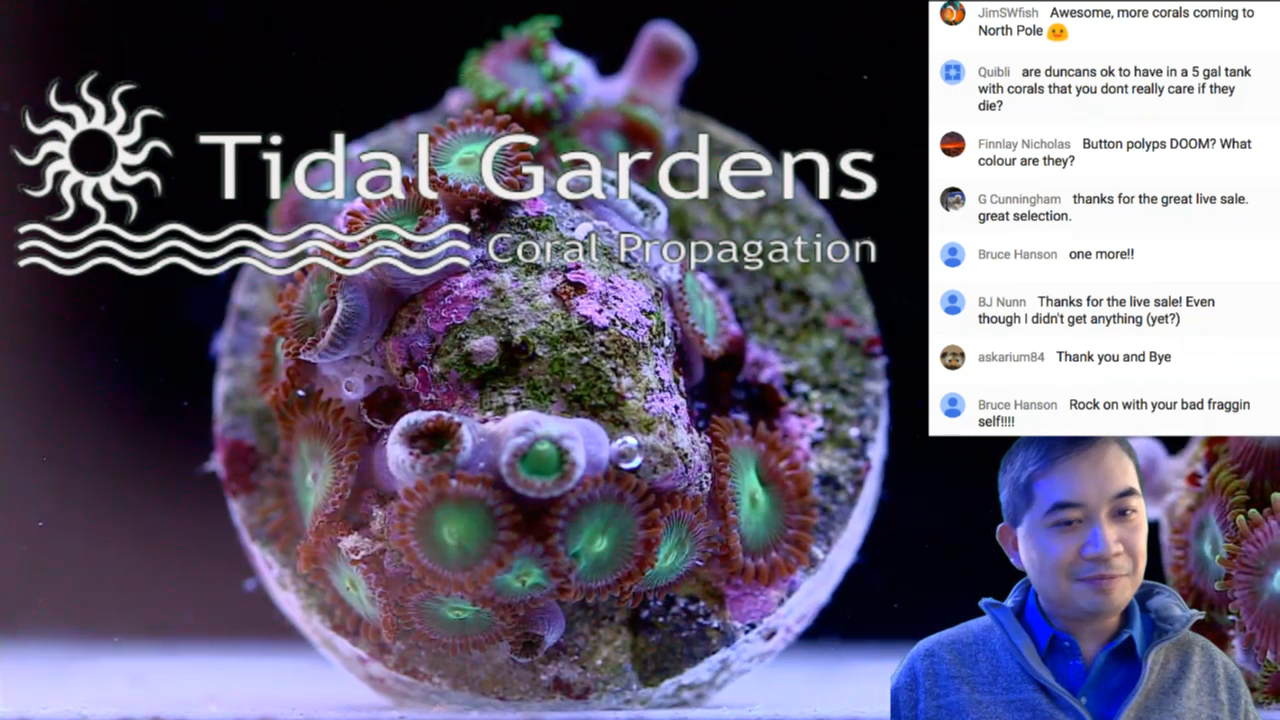 Tidal Gardens
Coral Propagation
JimSWfish Awesome, more corals coming to
North Pole
Quibli are duncans ok to have in a 5 gal tank
with corals that you dont really care if they
die?
Finnlay Nicholas Button polyps DOOM? What
colour are they?
G Cunningham thanks for the great live sale.
great selection.
Bruce Hanson one more!!
BJ Nunn Thanks for the live sale! Even
though I didn't get anything (yet?)
askarium84 Thank you and Bye
Bruce Hanson Rock on with your bad fraggin
self!!!!